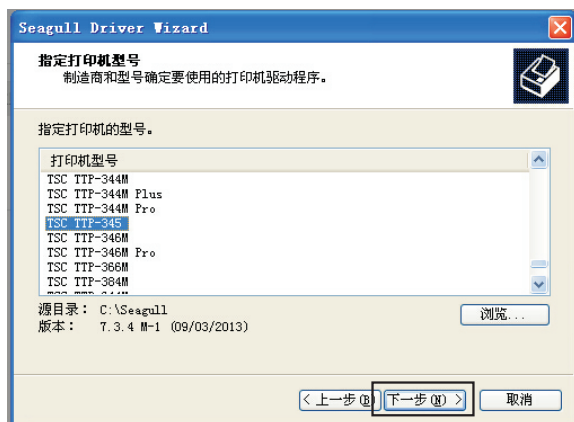 Seagull Driver Wizard
指定打印机型号
制造商和型号确定要使用的打印机驱动程序。
指定打印机的型号。
打印机型号
TSC TTP-344M
TSC TTP-344M Plus
TSC TTP-344M Pro
TSC TTP-345
TSC TTP-346M
TSC TTP-346M Pro
TSC TTP-366M
TSC TTP-384M
源目录： C:\Seagull
浏览...
版本： 7.3.4 M-1 (09/03/2013)
< 上一步(B) 下一步(N) > 取消